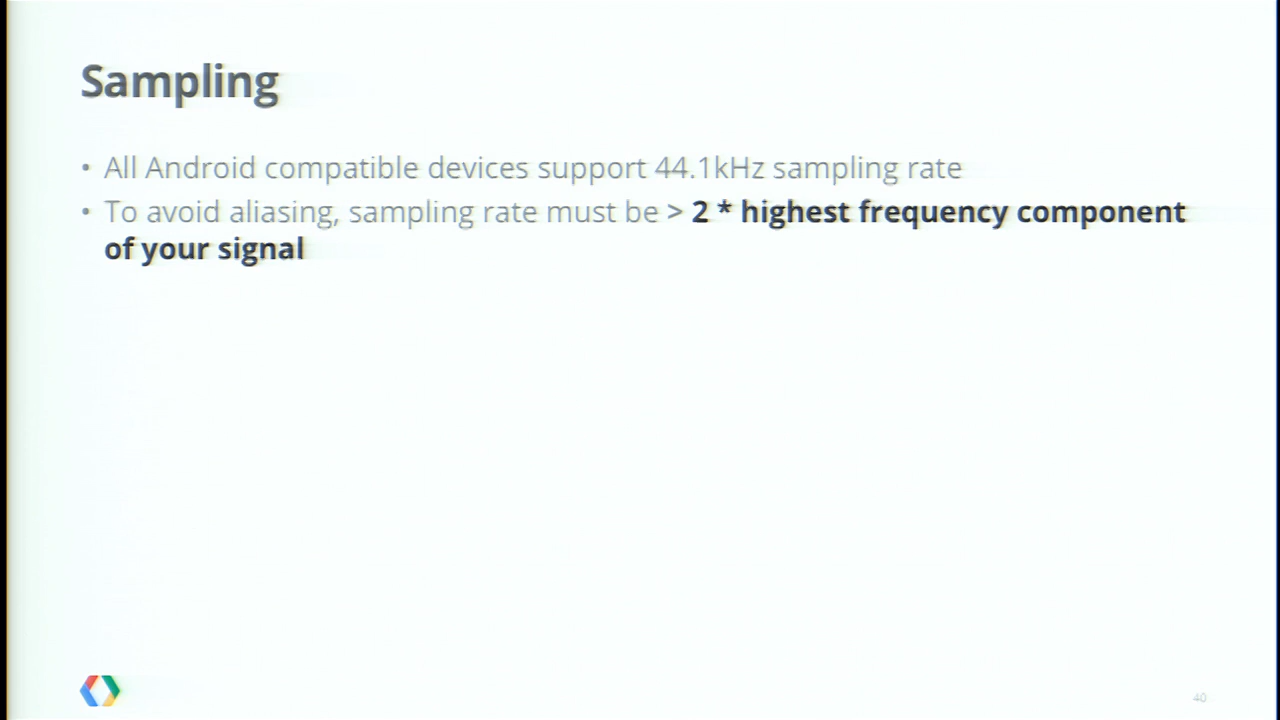 Sampling
• All Android compatible devices support 44.1kHz sampling rate
• To avoid aliasing, sampling rate must be > 2 * highest frequency component
of your signal
40